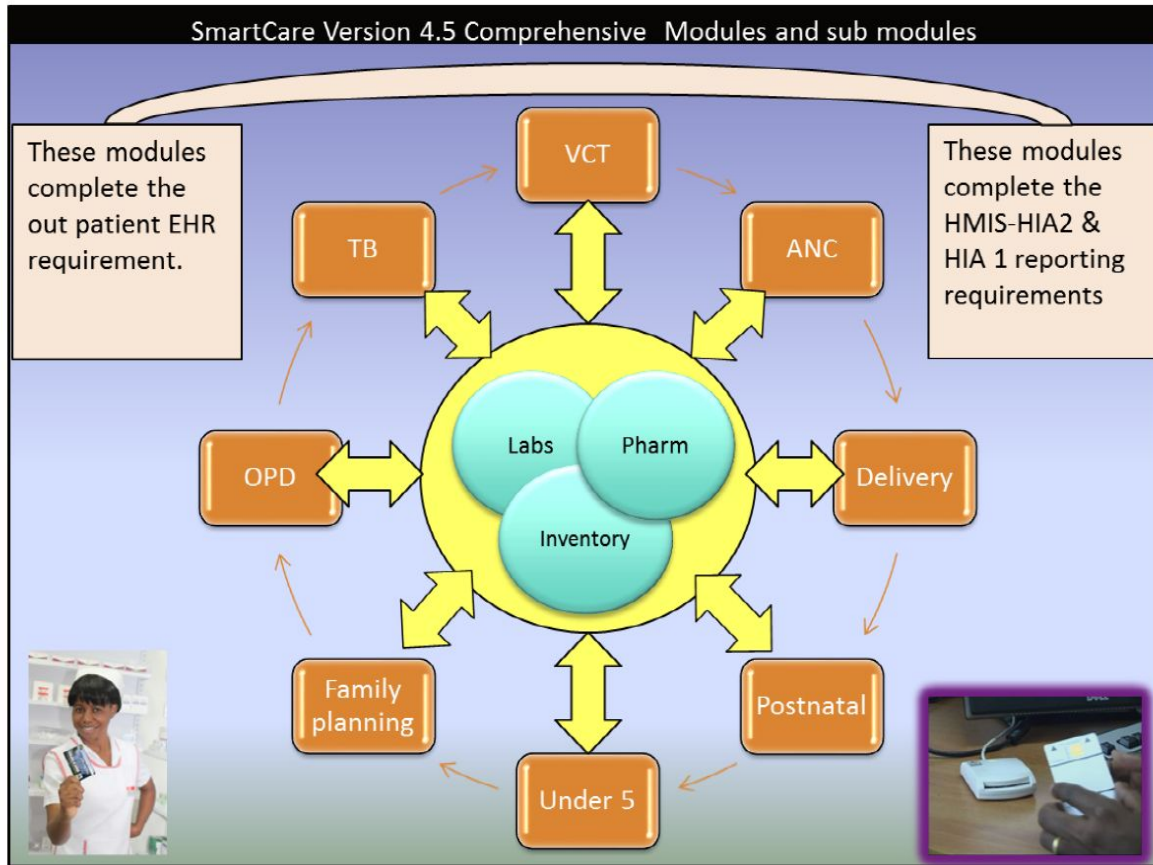 SmartCare Version 4.5 Comprehensive Modules and sub modules
These modules
complete the
out patient EHR
requirement.
These modules
complete the
HMIS-HIA2 &
HIA 1 reporting
requirements
VCT
TB
ANC
Labs
Pharm
OPD
Delivery
Inventory
Family
planning
Postnatal
Under 5